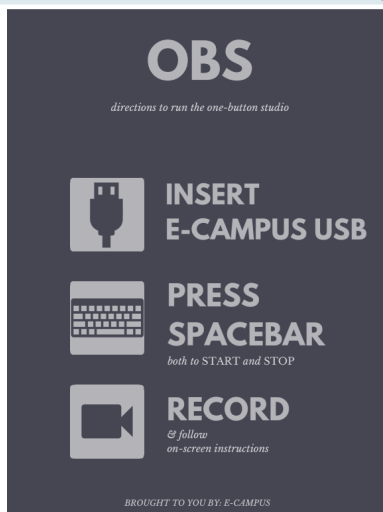 OBS
directions to run the one-button studio
INSERT
E-CAMPUS USB
PRESS
SPACEBAR
both to START and STOP
RECORD
& follow
on-screen instructions
BROUGHT TO YOU BY: E-CAMPUS